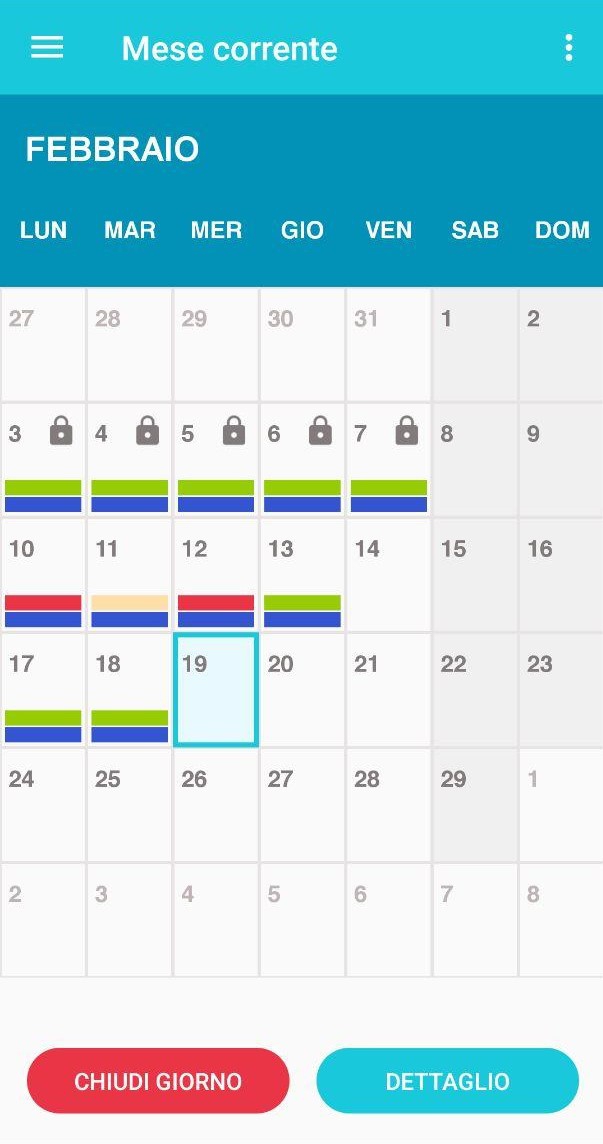 Mese corrente
FEBBRAIO
LUN MAR MER GIO VEN SAB DOM
27 28 29 30 31 1 2
3 4 5 6 7 8 9
10 11 12 13 14 15 16
17 18 19 20 21 22 23
24 25 26 27 28 29 1
2 3 4 5 6 7 8
CHIUDI GIORNO DETTAGLIO